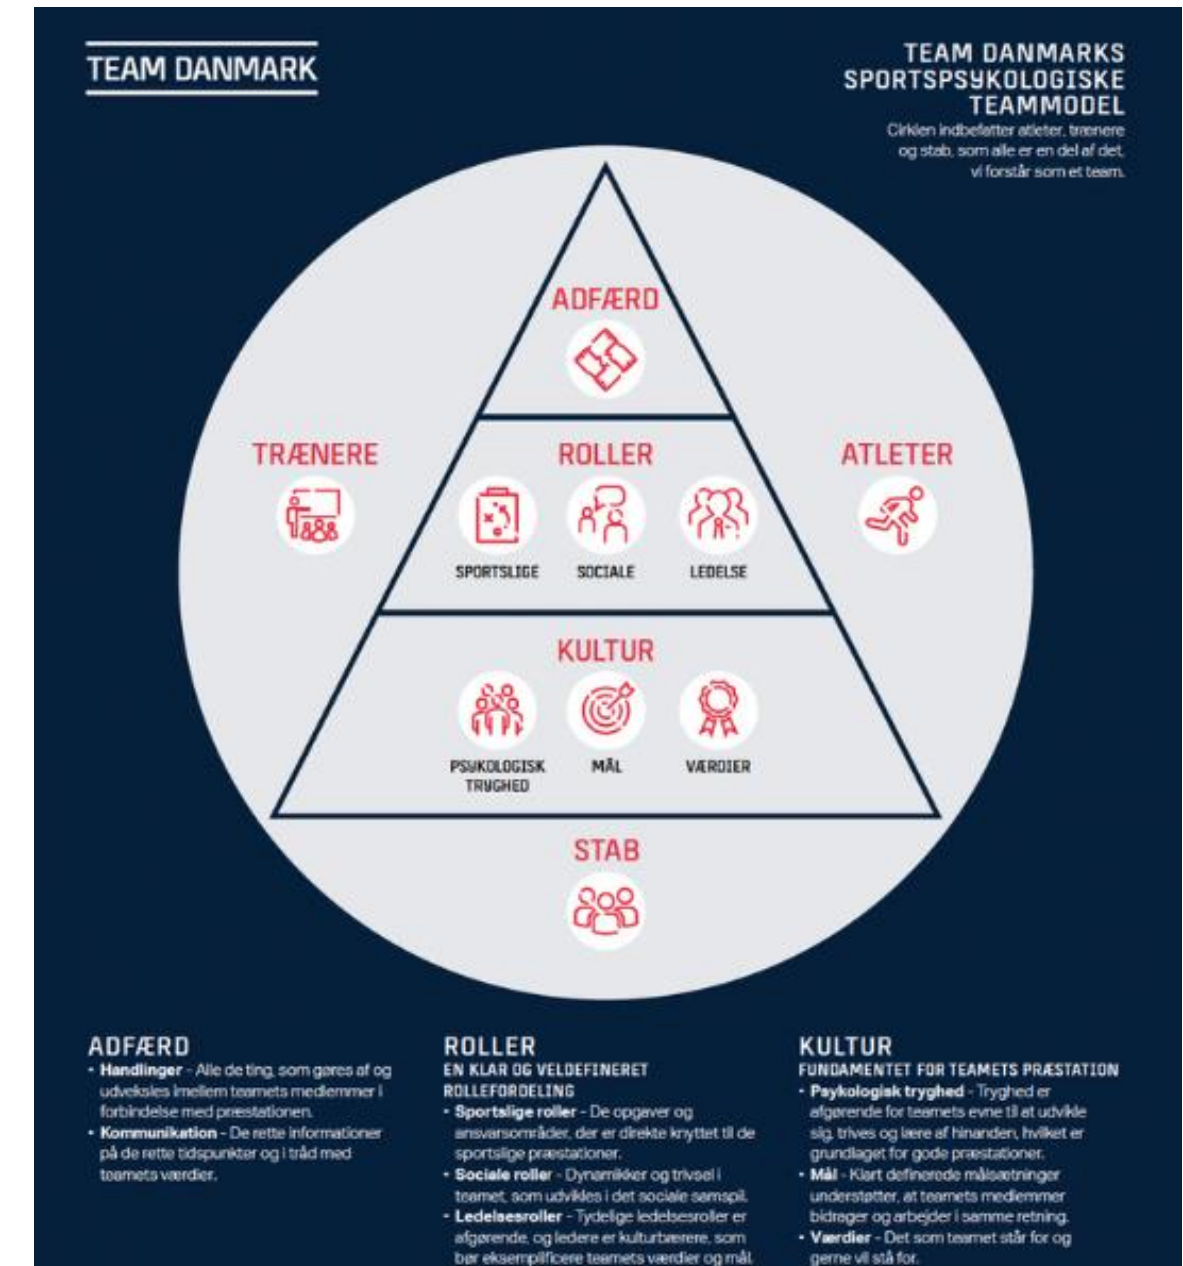 TEAM DANMARK
TEAM DANMARKS
SPORTSPSYKOLOGISKE
TEAMMODEL
Cirklen indbefatter atleter, trænere
og stab, som alle er en del af det,
vi forstår som et team.
ADFÆRD
TRÆNERE
ROLLER
ATLETER
SPORTSLIGE
SOCIALE
LEDELSE
KULTUR
PSYKOLOGISK
TRYGHED
MÅL
VÆRDIER
STAB
ADFÆRD
• Handlinger - Alle de ting, som gøres af og
udveksles imellem teamets medlemmer i
forbindelse med præstationen.
• Kommunikation - De rette informationer
på de rette tidspunkter og i tråd med
teamets værdier.
ROLLER
EN KLAR OG VELDEFINERET
ROLLEFORDELING
• Sportslige roller - De opgaver og
ansvarsområder, der er direkte knyttet til de
sportslige præstationer.
• Sociale roller - Dynamikker og trivsel i
teamet, som udvikles i det sociale samspil.
• Ledelsesroller - Tydelige ledelsesroller er
afgørende, og ledere er kulturbærere, som
bør eksemplificere teamets værdier og mål.
KULTUR
FUNDAMENTET FOR TEAMETS PRÆSTATION
• Psykologisk tryghed - Tryghed er
afgørende for teamets evne til at udvikle
sig, trives og lære af hinanden, hvilket er
grundlaget for gode præstationer.
• Mål - Klart definerede målsætninger
understøtter, at teamets medlemmer
bidrager og arbejder i samme retning.
• Værdier - Det som teamet står for og
gerne vil stå for.